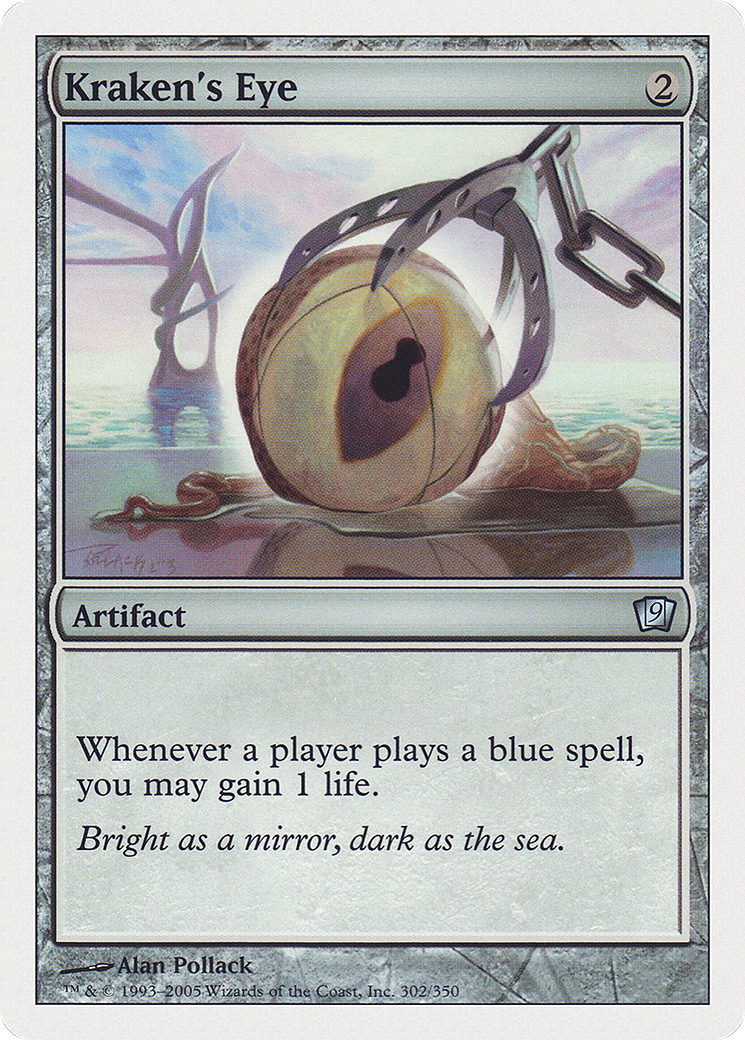 Kraken's Eye 2
Artifact 9
Whenever a player plays a blue spell,
you may gain 1 life.
Bright as a mirror, dark as the sea.
Alan Pollack
™ & © 1993–2005 Wizards of the Coast, Inc. 302/350